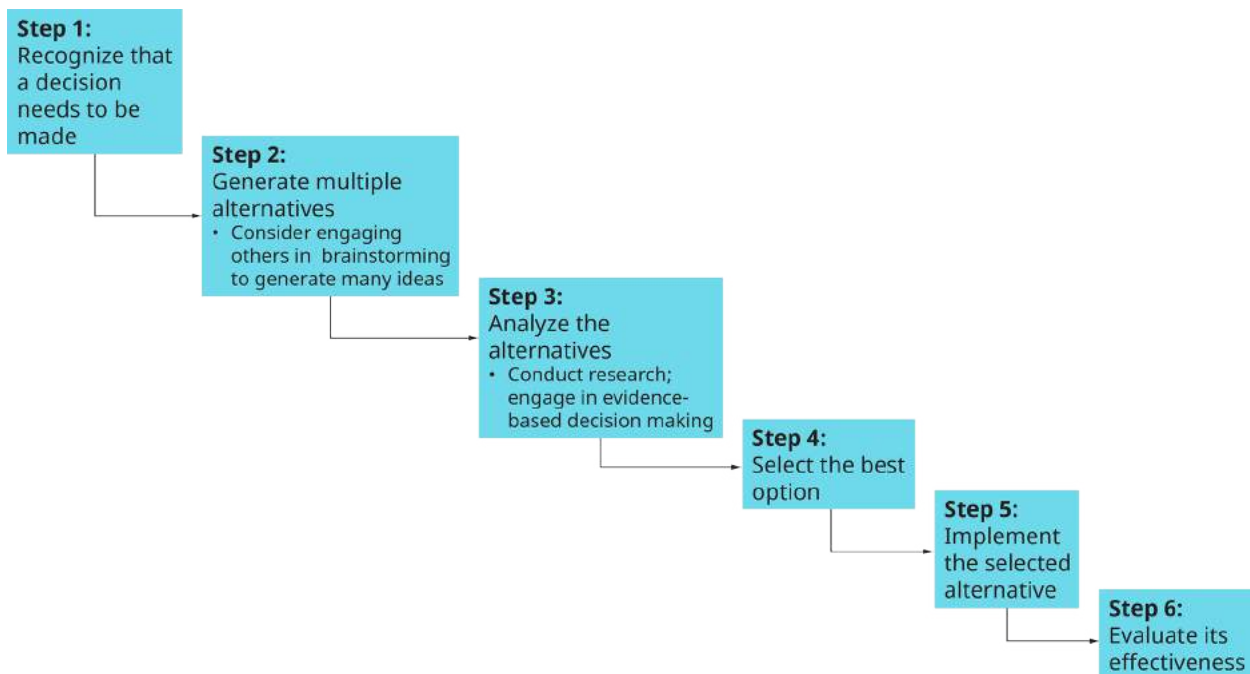 Step 1:
Recognize that
a decision
needs to be
made
Step 2:
Generate multiple
alternatives
• Consider engaging
others in brainstorming
to generate many ideas
Step 3:
Analyze the
alternatives
• Conduct research;
engage in evidence-
based decision making
Step 4:
Select the best
option
Step 5:
Implement
the selected
alternative
Step 6:
Evaluate its
effectiveness